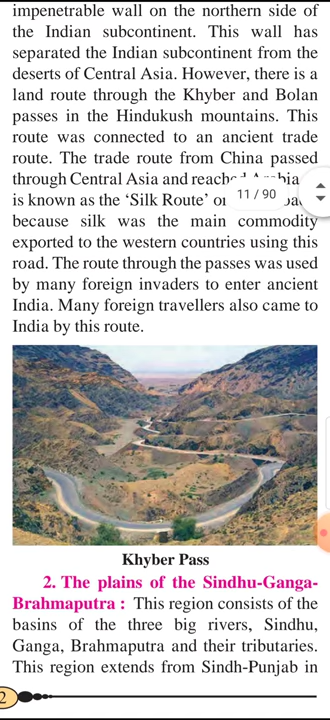 impenetrable wall on the northern side of
the Indian subcontinent. This wall has
separated the Indian subcontinent from the
deserts of Central Asia. However, there is a
land route through the Khyber and Bolan
passes in the Hindukush mountains. This
route was connected to an ancient trade
route. The trade route from China passed
through Central Asia and
is known as the ‘Silk Route’
11 / 90
because silk was the main commodity
exported to the western countries using this
road. The route through the passes was used
by many foreign invaders to enter ancient
India. Many foreign travellers also came to
India by this route.
Khyber Pass
2. The plains of the Sindhu-Ganga-
Brahmaputra : This region consists of the
basins of the three big rivers, Sindhu,
Ganga, Brahmaputra and their tributaries.
This region extends from Sindh-Punjab in